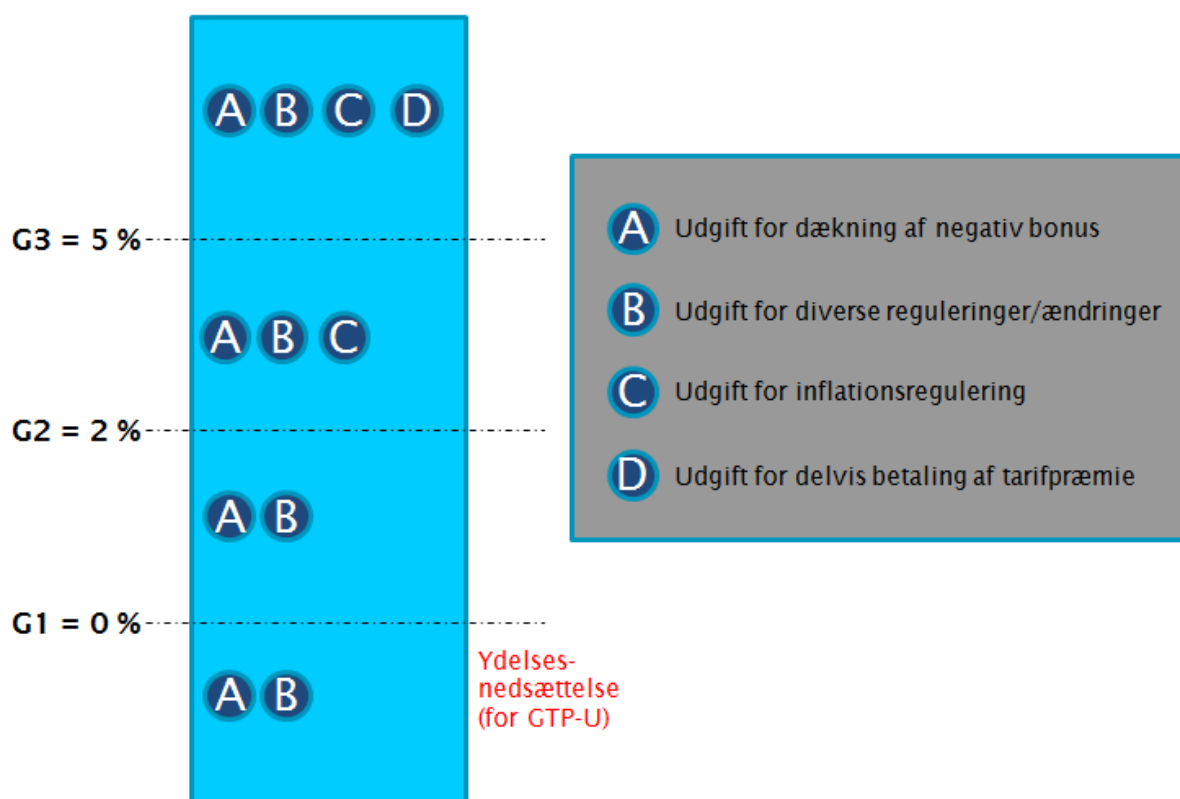 A B C D
G3 = 5 %
A Udgift for dækning af negativ bonus
B Udgift for diverse reguleringer/ændringer
A B C
C Udgift for inflationsregulering
G2 = 2 %
D Udgift for delvis betaling af tarifpræmie
A B
G1 = 0 %
A B
Ydelses-
nedsættelse
(for GTP-U)